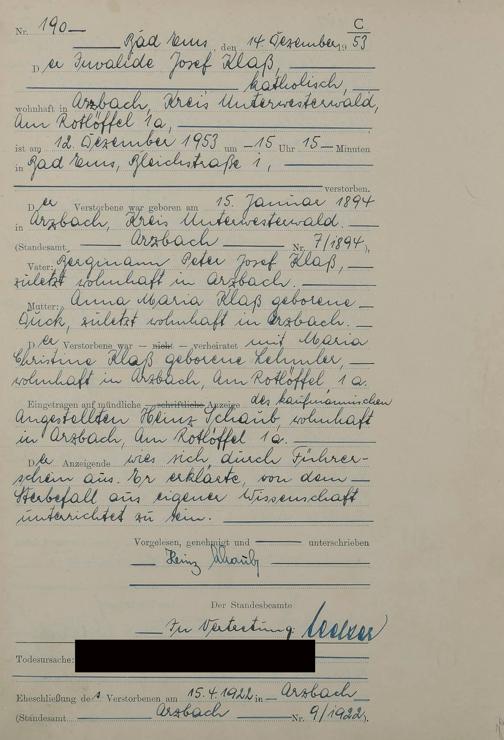 C
Nr. 190
53
Bad Ems, den 14. Dezember 19
Der Invalide Josef Klaß,
katholisch,
wohnhaft in Arzbach, Kreis Unterwesterwald,
Am Rotlöffel 1a,
ist am 12. Dezember 1953 um 15 Uhr 15 Minuten
in Bad Ems, Bleichstraße 1,
verstorben.
Der Verstorbene war geboren am 15. Januar 1894
in Arzbach, Kreis Unterwesterwald.
(Standesamt Arzbach Nr. 7/1894).
Vater: Bergmann Peter Josef Klaß,
zuletzt wohnhaft in Arzbach.
Mutter: Anna Maria Klaß geborene
Quck, zuletzt wohnhaft in Arzbach.
Der Verstorbene war – nicht – verheiratet mit Maria
Christine Klaß geborene Lehmler,
wohnhaft in Arzbach, Am Rotlöffel 1a.
Eingetragen auf mündliche – schriftliche – Anzeige des kaufmännischen
Angestellten Heinz Schaub, wohnhaft
in Arzbach, Am Rotlöffel 1a.
Der Anzeigende wies sich durch Führer-
schein aus. Er erklärte, von dem
Sterbefall aus eigener Wissenschaft
unterrichtet zu sein.
Vorgelesen, genehmigt und unterschrieben
Heinz Schaub
Der Standesbeamte
In Vertretung
Todesursache:
Eheschließung des Verstorbenen am 15.4.1922 in Arzbach
(Standesamt Arzbach Nr. 9/1922).